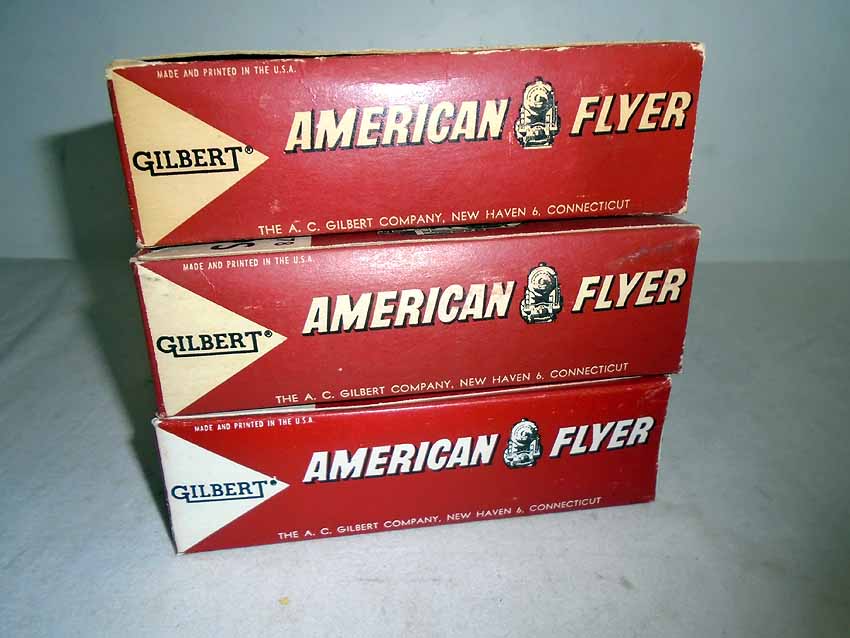 MADE AND PRINTED IN THE U.S.A.
GILBERT®
AMERICAN FLYER
THE A. C. GILBERT COMPANY, NEW HAVEN 6, CONNECTICUT
MADE AND PRINTED IN THE U.S.A.
GILBERT®
AMERICAN FLYER
THE A. C. GILBERT COMPANY, NEW HAVEN 6, CONNECTICUT
MADE AND PRINTED IN THE U.S.A.
GILBERT®
AMERICAN FLYER
THE A. C. GILBERT COMPANY, NEW HAVEN 6, CONNECTICUT